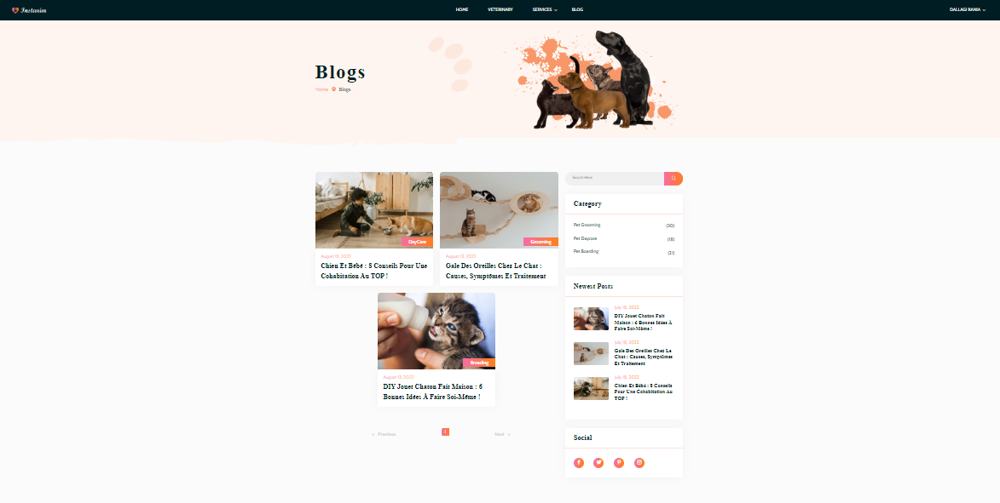 Instanim
HOME
VETERINARY
SERVICES
BLOG
DALLAGI RANIA
Blogs
Home
Blogs
DayCare
August 13, 2022
Chien Et Bébé : 8 Conseils Pour Une
Cohabitation Au TOP !
Grooming
August 13, 2022
Gale Des Oreilles Chez Le Chat :
Causes, Symptômes Et Traitement
Breeding
August 13, 2022
DIY Jouet Chaton Fait Maison : 6
Bonnes Idées À Faire Soi-Même !
« Previous
1
Next »
Search Here
Category
Pet Grooming (30)
Pet Daycare (18)
Pet Boarding (21)
Newest Posts
July 16, 2022
DIY Jouet Chaton Fait
Maison : 6 Bonnes Idées À
Faire Soi-Même !
July 16, 2022
Gale Des Oreilles Chez Le
Chat : Causes, Symptômes
Et Traitement
July 16, 2022
Chien Et Bébé : 8 Conseils
Pour Une Cohabitation Au
TOP !
Social